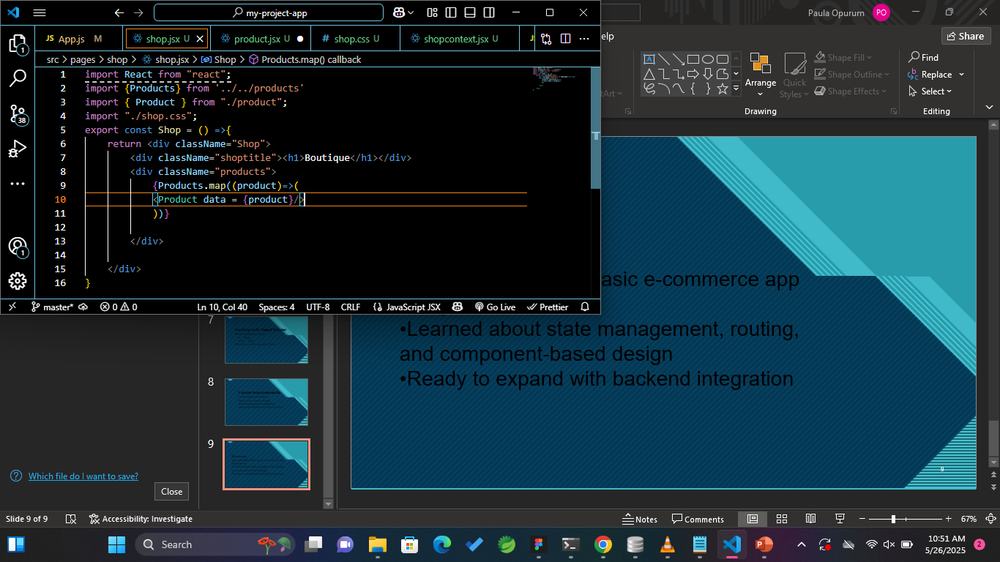 my-project-app
Paula Opurum
PO
App.js M
shop.jsx U
product.jsx U
shop.css U
shopcontext.jsx U
elp
Share
src > pages > shop > shop.jsx > Shop > Products.map() callback
1 import React from "react";
2 import {Products} from '../../products'
3 import { Product } from "./product";
4 import "./shop.css";
5 export const Shop = () =>{
6 return <div className="Shop">
7 <div className="shoptitle"><h1>Boutique</h1></div>
8 <div className="products">
9 {Products.map((product)=>(
10 <Product data = {product}/>
11 ))}
12
13 </div>
14
15 </div>
16 }
1
38
1
master* 0 0 Ln 10, Col 40 Spaces: 4 UTF-8 CRLF JavaScript JSX Go Live Prettier
Shape Fill
Shape Outline
Shape Effects
Arrange
Quick
Styles
Art
Drawing
Find
Replace
Select
Editing
asic e-commerce app
•Learned about state management, routing,
and component-based design
•Ready to expand with backend integration
9
7
8
Future Improvements
9
Which file do I want to save?
Close
Slide 9 of 9 Accessibility: Investigate Notes Comments 67%
Search
10:51 AM
5/26/2025
2